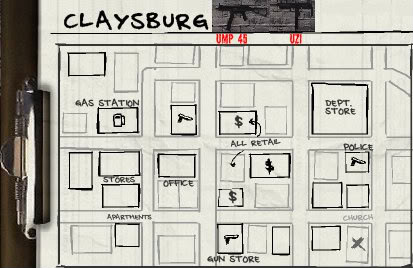 CLAYSBURG
UMP 45
UZI
GAS STATION
DEPT. STORE
$
ALL RETAIL
POLICE
$
STORES
OFFICE
$
APARTMENTS
CHURCH
GUN STORE